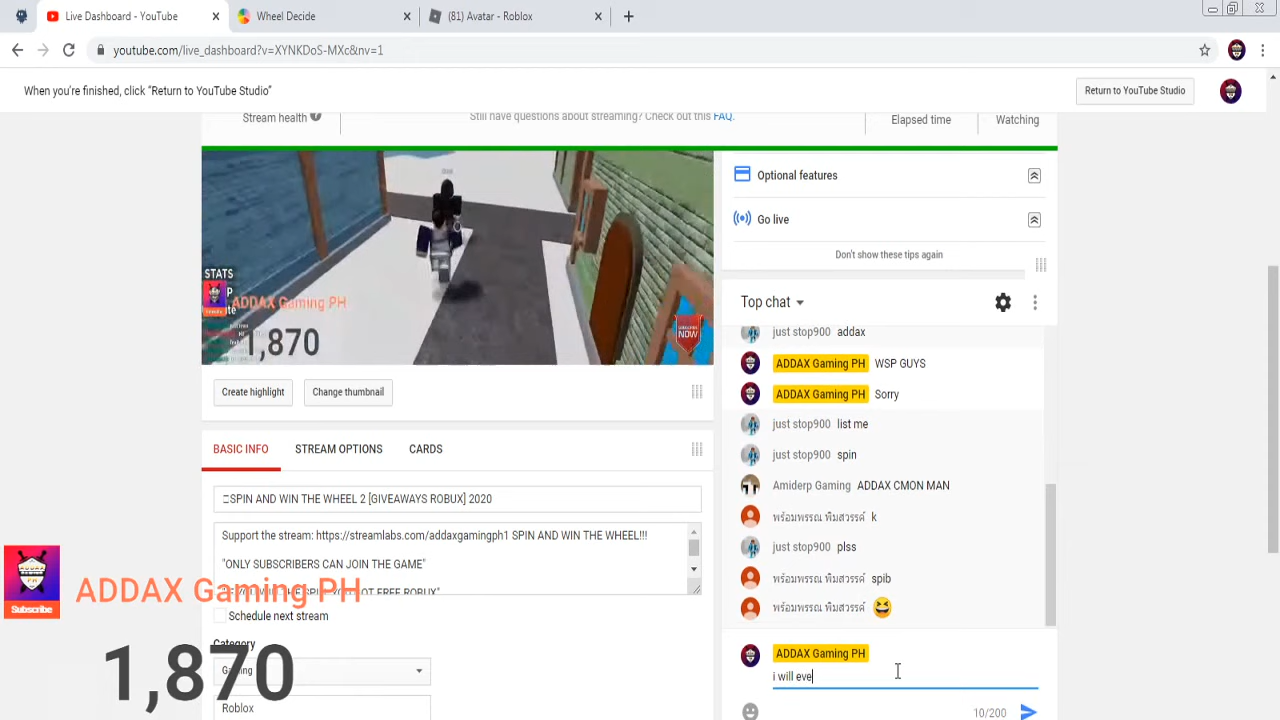 Live Dashboard - YouTube
Wheel Decide
(81) Avatar - Roblox
youtube.com/live_dashboard?v=XYNKDoS-MXc&nv=1
When you're finished, click "Return to YouTube Studio"
Return to YouTube Studio
Stream health
Still have questions about streaming? Check out this FAQ.
Elapsed time
Watching
STATS
ADDAX Gaming PH
1,870
SUBSCRIBE NOW
Optional features
Go live
Don't show these tips again
Create highlight
Change thumbnail
Top chat
just stop900 addax
ADDAX Gaming PH WSP GUYS
ADDAX Gaming PH Sorry
just stop900 list me
just stop900 spin
Amiderp Gaming ADDAX CMON MAN
พร้อมพรรณ พิมสวรรค์ k
just stop900 plss
พร้อมพรรณ พิมสวรรค์ spib
พร้อมพรรณ พิมสวรรค์ 😆
ADDAX Gaming PH
i will eve
10/200
BASIC INFO
STREAM OPTIONS
CARDS
SPIN AND WIN THE WHEEL 2 [GIVEAWAYS ROBUX] 2020
Support the stream: https://streamlabs.com/addaxgamingph1 SPIN AND WIN THE WHEEL!!!
"ONLY SUBSCRIBERS CAN JOIN THE GAME"
Schedule next stream
Category
Gaming
Roblox
ADDAX PH
Subscribe
ADDAX Gaming PH
1,870